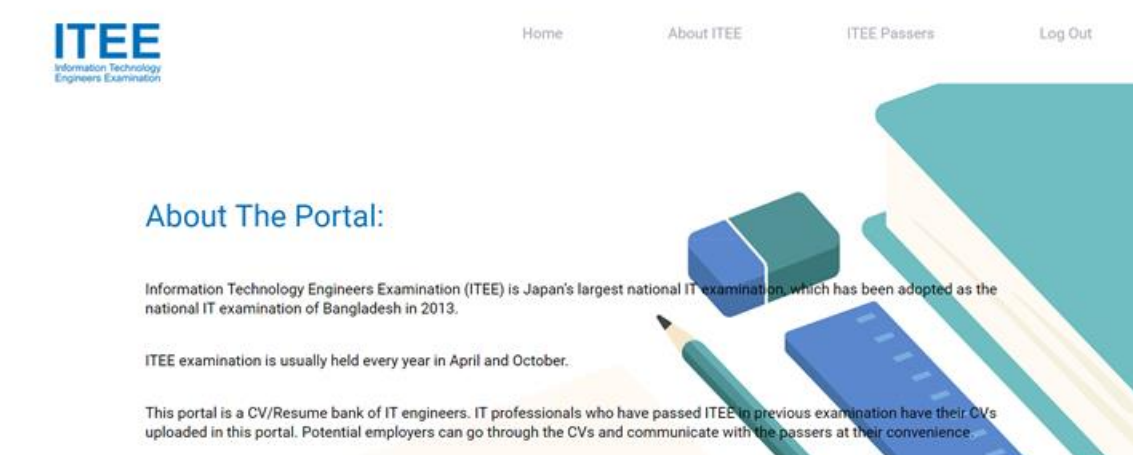 ITEE
Information Technology
Engineers Examination
Home
About ITEE
ITEE Passers
Log Out
About The Portal:
Information Technology Engineers Examination (ITEE) is Japan's largest national IT examination, which has been adopted as the
national IT examination of Bangladesh in 2013.
ITEE examination is usually held every year in April and October.
This portal is a CV/Resume bank of IT engineers. IT professionals who have passed ITEE in previous examination have their CVs
uploaded in this portal. Potential employers can go through the CVs and communicate with the passers at their convenience.